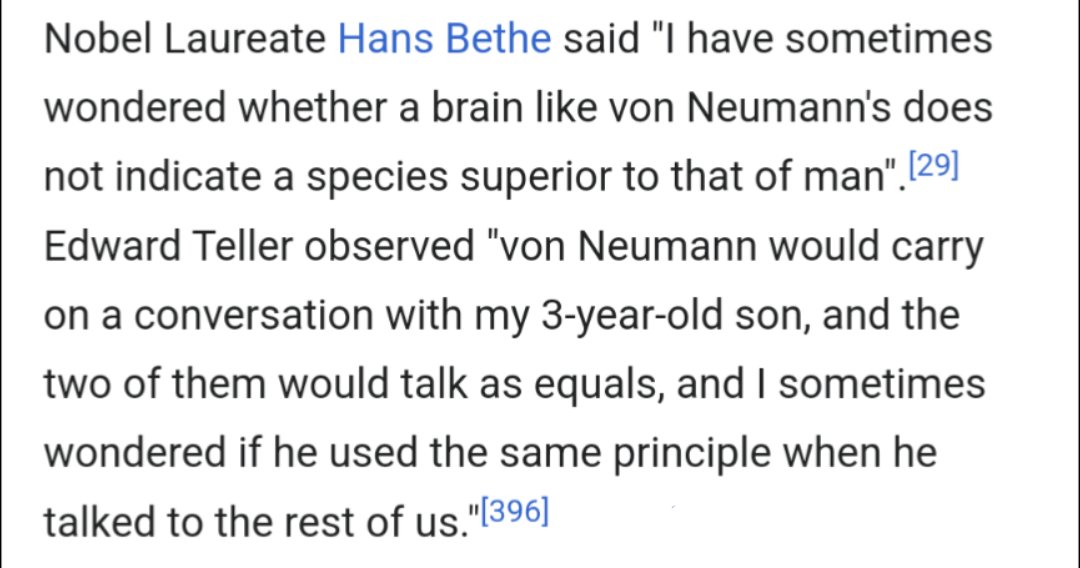 Nobel Laureate Hans Bethe said "I have sometimes
wondered whether a brain like von Neumann's does
not indicate a species superior to that of man".[29]
Edward Teller observed "von Neumann would carry
on a conversation with my 3-year-old son, and the
two of them would talk as equals, and I sometimes
wondered if he used the same principle when he
talked to the rest of us."[396]